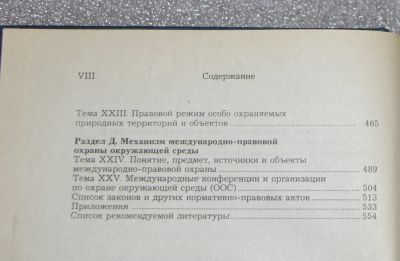 VIII Содержание
Тема XXIII. Правовой режим особо охраняемых
природных территорий и объектов 465
Раздел Д. Механизм международно-правовой
охраны окружающей среды
Тема XXIV. Понятие, предмет, источники и объекты
международно-правовой охраны 489
Тема XXV. Международные конференции и организации
по охране окружающей среды (ООС) 504
Список законов и других нормативно-правовых актов 513
Приложения 533
Список рекомендуемой литературы 554